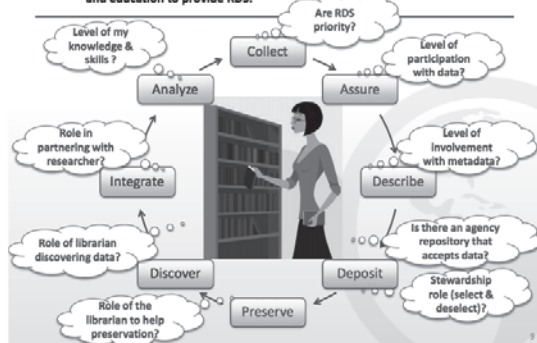 and education to provide RDS.
Are RDS
priority?
Collect
Level of my
knowledge &
skills ?
Analyze
Level of
participation
with data?
Assure
Role in
partnering with
researcher?
Integrate
Level of
involvement
with metadata?
Describe
Role of librarian
discovering data?
Discover
Is there an agency
repository that
accepts data?
Deposit
Stewardship
role (select &
deselect)?
Role of the
librarian to help
preservation?
Preserve
9